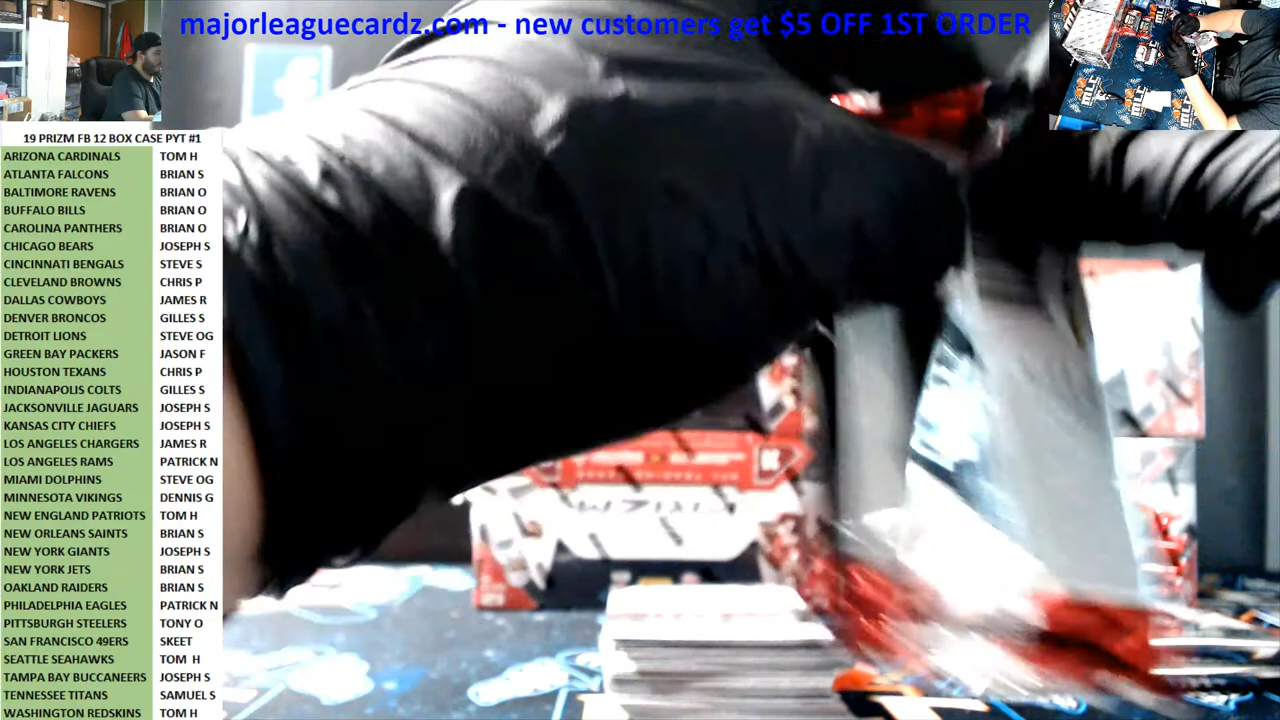 majorleaguecardz.com - new customers get $5 OFF 1ST ORDER
19 PRIZM FB 12 BOX CASE PYT #1
ARIZONA CARDINALS TOM H
ATLANTA FALCONS BRIAN S
BALTIMORE RAVENS BRIAN O
BUFFALO BILLS BRIAN O
CAROLINA PANTHERS BRIAN O
CHICAGO BEARS JOSEPH S
CINCINNATI BENGALS STEVE S
CLEVELAND BROWNS CHRIS P
DALLAS COWBOYS JAMES R
DENVER BRONCOS GILLES S
DETROIT LIONS STEVE OG
GREEN BAY PACKERS JASON F
HOUSTON TEXANS CHRIS P
INDIANAPOLIS COLTS GILLES S
JACKSONVILLE JAGUARS JOSEPH S
KANSAS CITY CHIEFS JOSEPH S
LOS ANGELES CHARGERS JAMES R
LOS ANGELES RAMS PATRICK N
MIAMI DOLPHINS STEVE OG
MINNESOTA VIKINGS DENNIS G
NEW ENGLAND PATRIOTS TOM H
NEW ORLEANS SAINTS BRIAN S
NEW YORK GIANTS JOSEPH S
NEW YORK JETS BRIAN S
OAKLAND RAIDERS BRIAN S
PHILADELPHIA EAGLES PATRICK N
PITTSBURGH STEELERS TONY O
SAN FRANCISCO 49ERS SKEET
SEATTLE SEAHAWKS TOM H
TAMPA BAY BUCCANEERS JOSEPH S
TENNESSEE TITANS SAMUEL S
WASHINGTON REDSKINS TOM H
MLC
PRIZM